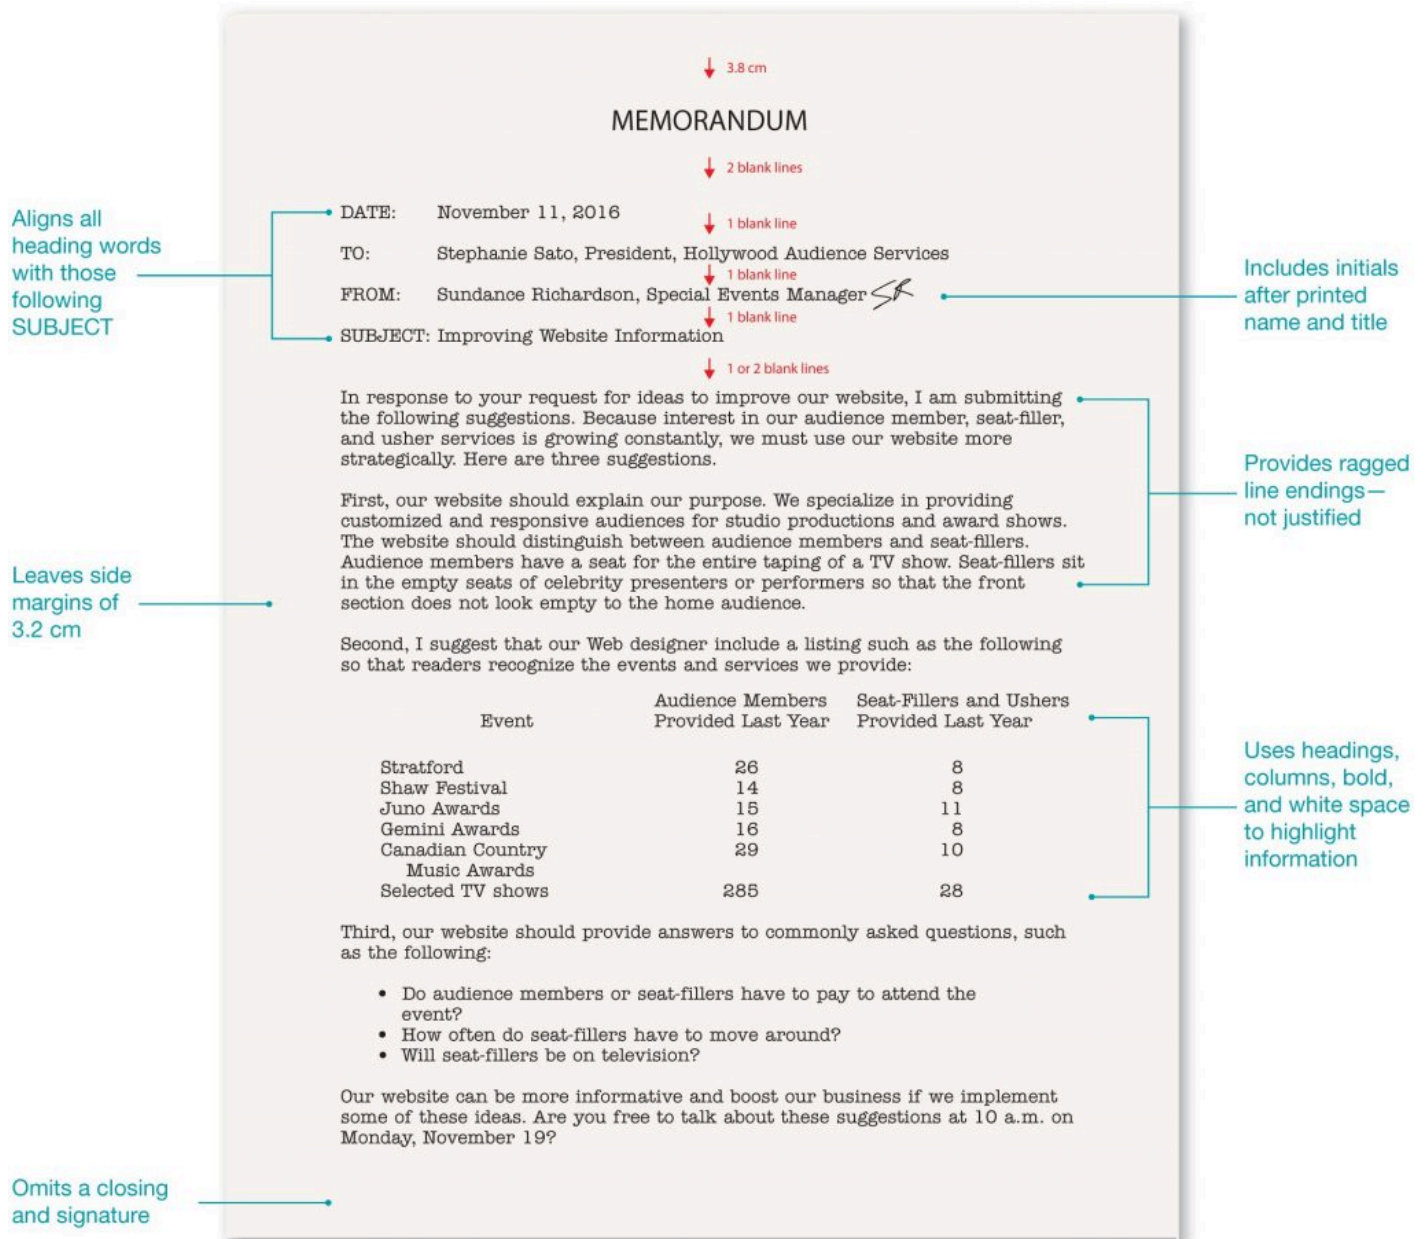 3.8 cm
MEMORANDUM
2 blank lines
Aligns all
heading words
with those
following
SUBJECT
DATE: November 11, 2016
1 blank line
TO: Stephanie Sato, President, Hollywood Audience Services
1 blank line
FROM: Sundance Richardson, Special Events Manager SR
1 blank line
SUBJECT: Improving Website Information
1 or 2 blank lines
Includes initials
after printed
name and title
In response to your request for ideas to improve our website, I am submitting
the following suggestions. Because interest in our audience member, seat-filler,
and usher services is growing constantly, we must use our website more
strategically. Here are three suggestions.
Provides ragged
line endings—
not justified
First, our website should explain our purpose. We specialize in providing
customized and responsive audiences for studio productions and award shows.
The website should distinguish between audience members and seat-fillers.
Audience members have a seat for the entire taping of a TV show. Seat-fillers sit
in the empty seats of celebrity presenters or performers so that the front
section does not look empty to the home audience.
Leaves side
margins of
3.2 cm
Second, I suggest that our Web designer include a listing such as the following
so that readers recognize the events and services we provide:
Audience Members Seat-Fillers and Ushers
Event Provided Last Year Provided Last Year
Stratford 26 8
Shaw Festival 14 8
Juno Awards 15 11
Gemini Awards 16 8
Canadian Country 29 10
Music Awards
Selected TV shows 285 28
Uses headings,
columns, bold,
and white space
to highlight
information
Third, our website should provide answers to commonly asked questions, such
as the following:
• Do audience members or seat-fillers have to pay to attend the
event?
• How often do seat-fillers have to move around?
• Will seat-fillers be on television?
Our website can be more informative and boost our business if we implement
some of these ideas. Are you free to talk about these suggestions at 10 a.m. on
Monday, November 19?
Omits a closing
and signature